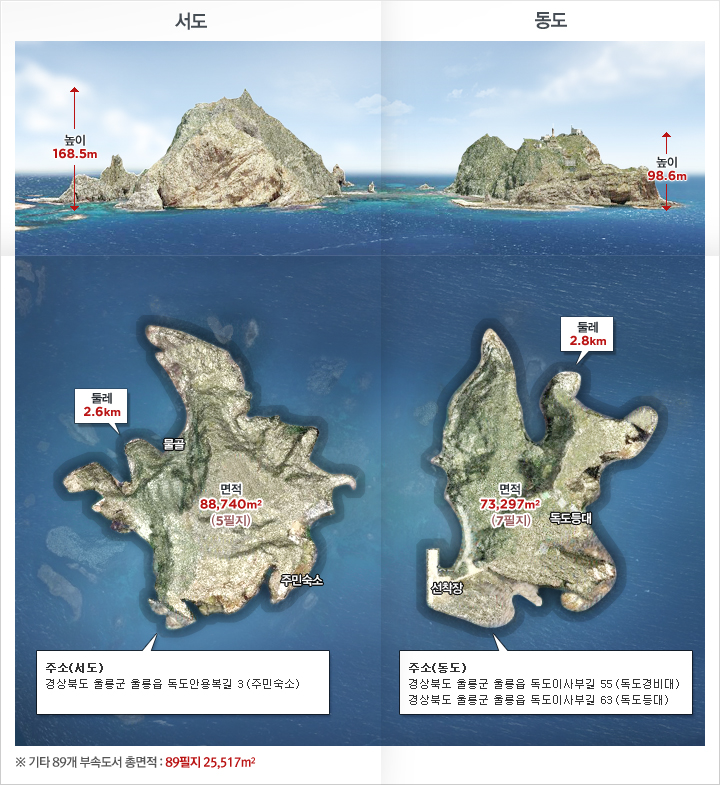 서도
동도
높이
168.5m
높이
98.6m
둘레
2.6km
물골
면적
88,740m²
(5필지)
주민숙소
둘레
2.8km
면적
73,297m²
(7필지)
독도등대
선착장
주소(서도)
경상북도 울릉군 울릉읍 독도안용복길 3 (주민숙소)
주소(동도)
경상북도 울릉군 울릉읍 독도이사부길 55 (독도경비대)
경상북도 울릉군 울릉읍 독도이사부길 63 (독도등대)
※ 기타 89개 부속도서 총면적 : 89필지 25,517m²